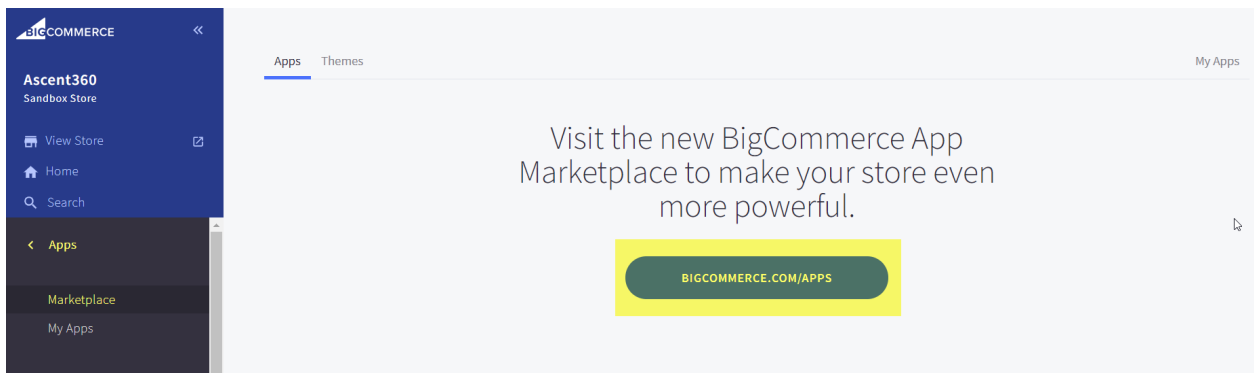 BIGCOMMERCE
Ascent360
Sandbox Store
View Store
Home
Search
Apps
Marketplace
My Apps
Apps Themes My Apps
Visit the new BigCommerce App
Marketplace to make your store even
more powerful.
BIGCOMMERCE.COM/APPS